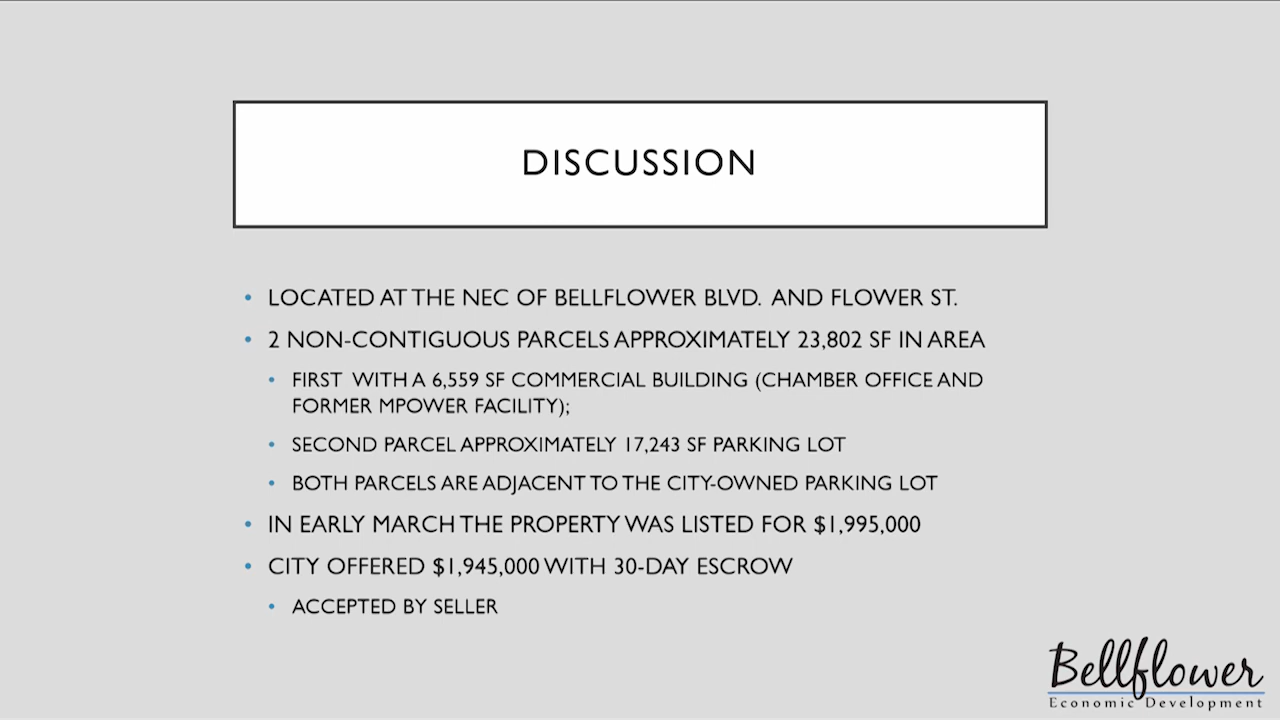 DISCUSSION
• LOCATED AT THE NEC OF BELLFLOWER BLVD. AND FLOWER ST.
• 2 NON-CONTIGUOUS PARCELS APPROXIMATELY 23,802 SF IN AREA
• FIRST WITH A 6,559 SF COMMERCIAL BUILDING (CHAMBER OFFICE AND
FORMER MPOWER FACILITY);
• SECOND PARCEL APPROXIMATELY 17,243 SF PARKING LOT
• BOTH PARCELS ARE ADJACENT TO THE CITY-OWNED PARKING LOT
• IN EARLY MARCH THE PROPERTY WAS LISTED FOR $1,995,000
• CITY OFFERED $1,945,000 WITH 30-DAY ESCROW
• ACCEPTED BY SELLER
Bellflower
Economic Development